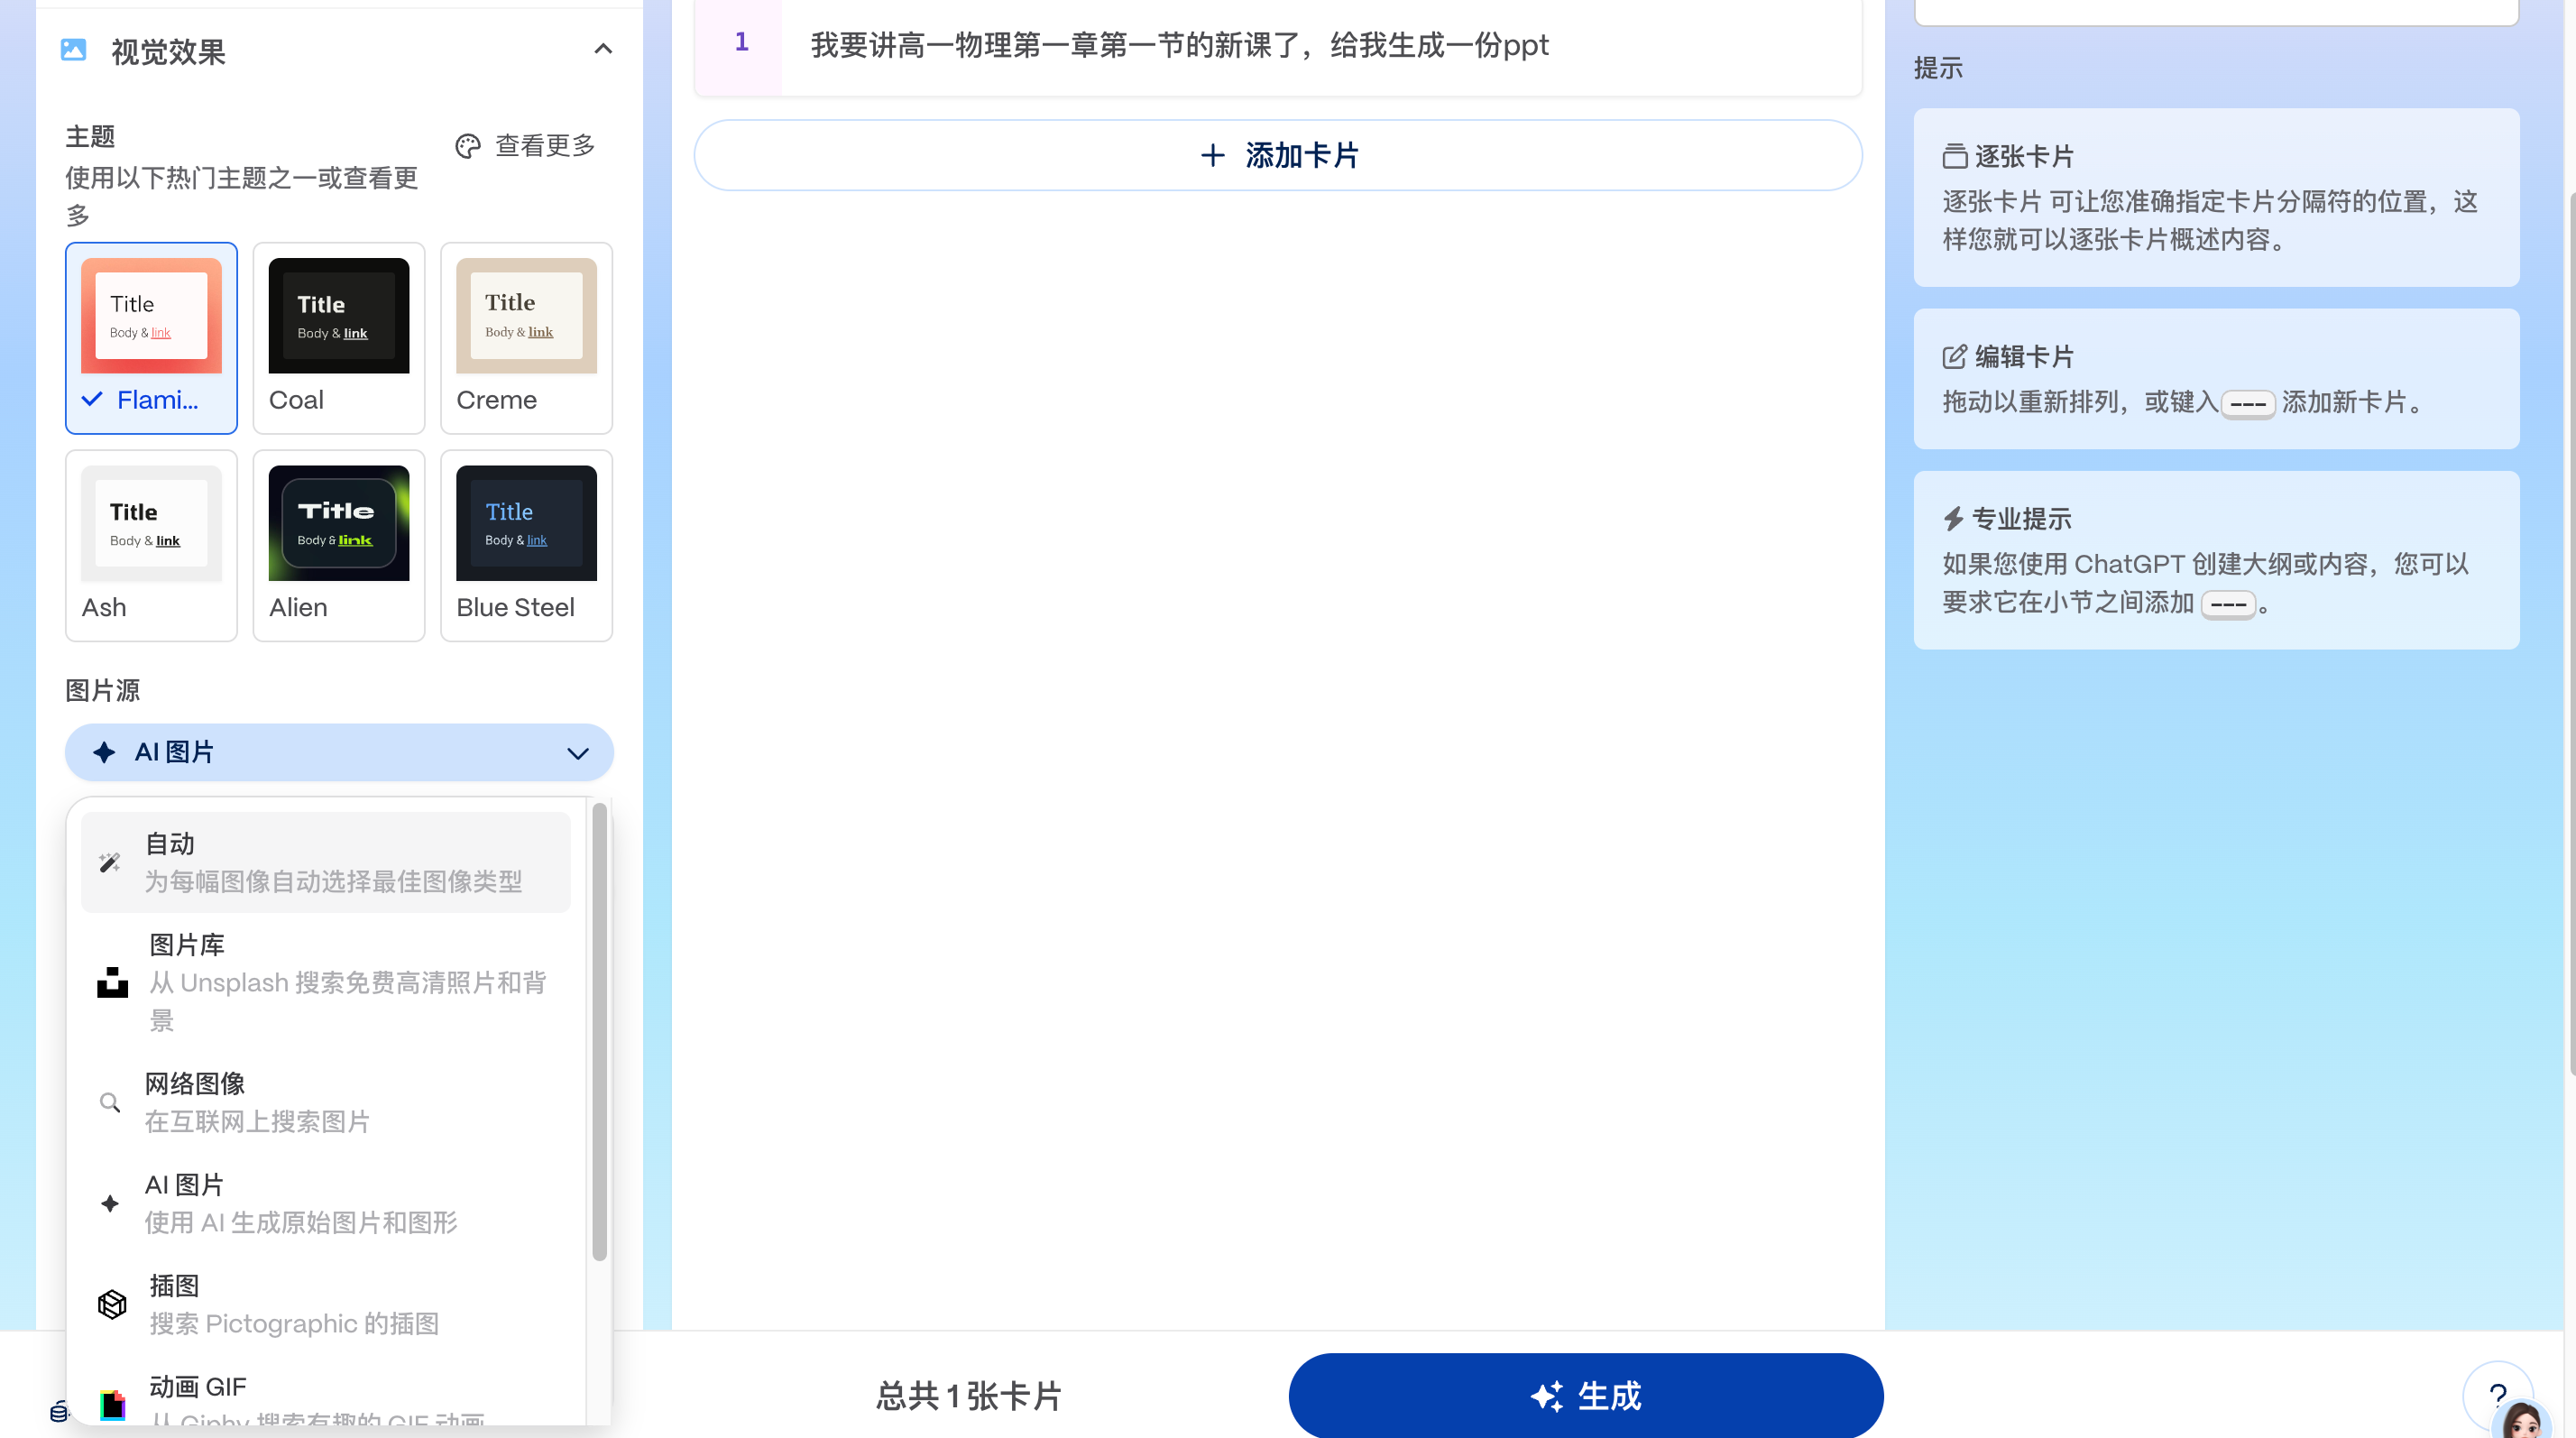 视觉效果
主题
查看更多
使用以下热门主题之一或查看更
多
Title
Body & link
Flami...
Title
Body & link
Coal
Title
Body & link
Creme
Title
Body & link
Ash
Title
Body & link
Alien
Title
Body & link
Blue Steel
图片源
AI 图片
自动
为每幅图像自动选择最佳图像类型
图片库
从 Unsplash 搜索免费高清照片和背
景
网络图像
在互联网上搜索图片
AI 图片
使用 AI 生成原始图片和图形
插图
搜索 Pictographic 的插图
动画 GIF
从 Giphy 搜索有趣的 GIF 动画
1
我要讲高一物理第一章第一节的新课了，给我生成一份ppt
+ 添加卡片
总共 1 张卡片
生成
提示
逐张卡片
逐张卡片 可让您准确指定卡片分隔符的位置，这
样您就可以逐张卡片概述内容。
编辑卡片
拖动以重新排列，或键入 --- 添加新卡片。
专业提示
如果您使用 ChatGPT 创建大纲或内容，您可以
要求它在小节之间添加 --- 。
?